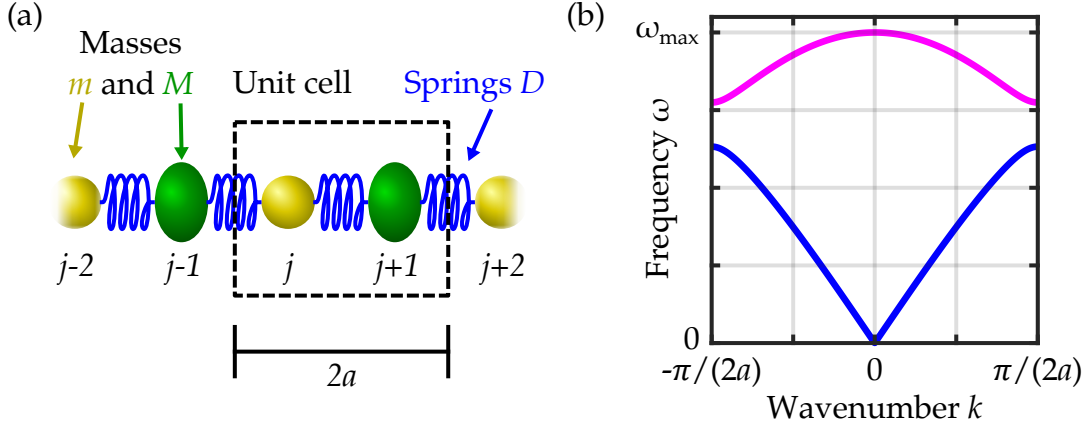 (a)
Masses
m and M
Unit cell
Springs D
j-2
j-1
j
j+1
j+2
2a
(b)
ωmax
Frequency ω
0
-π/(2a)
0
π/(2a)
Wavenumber k